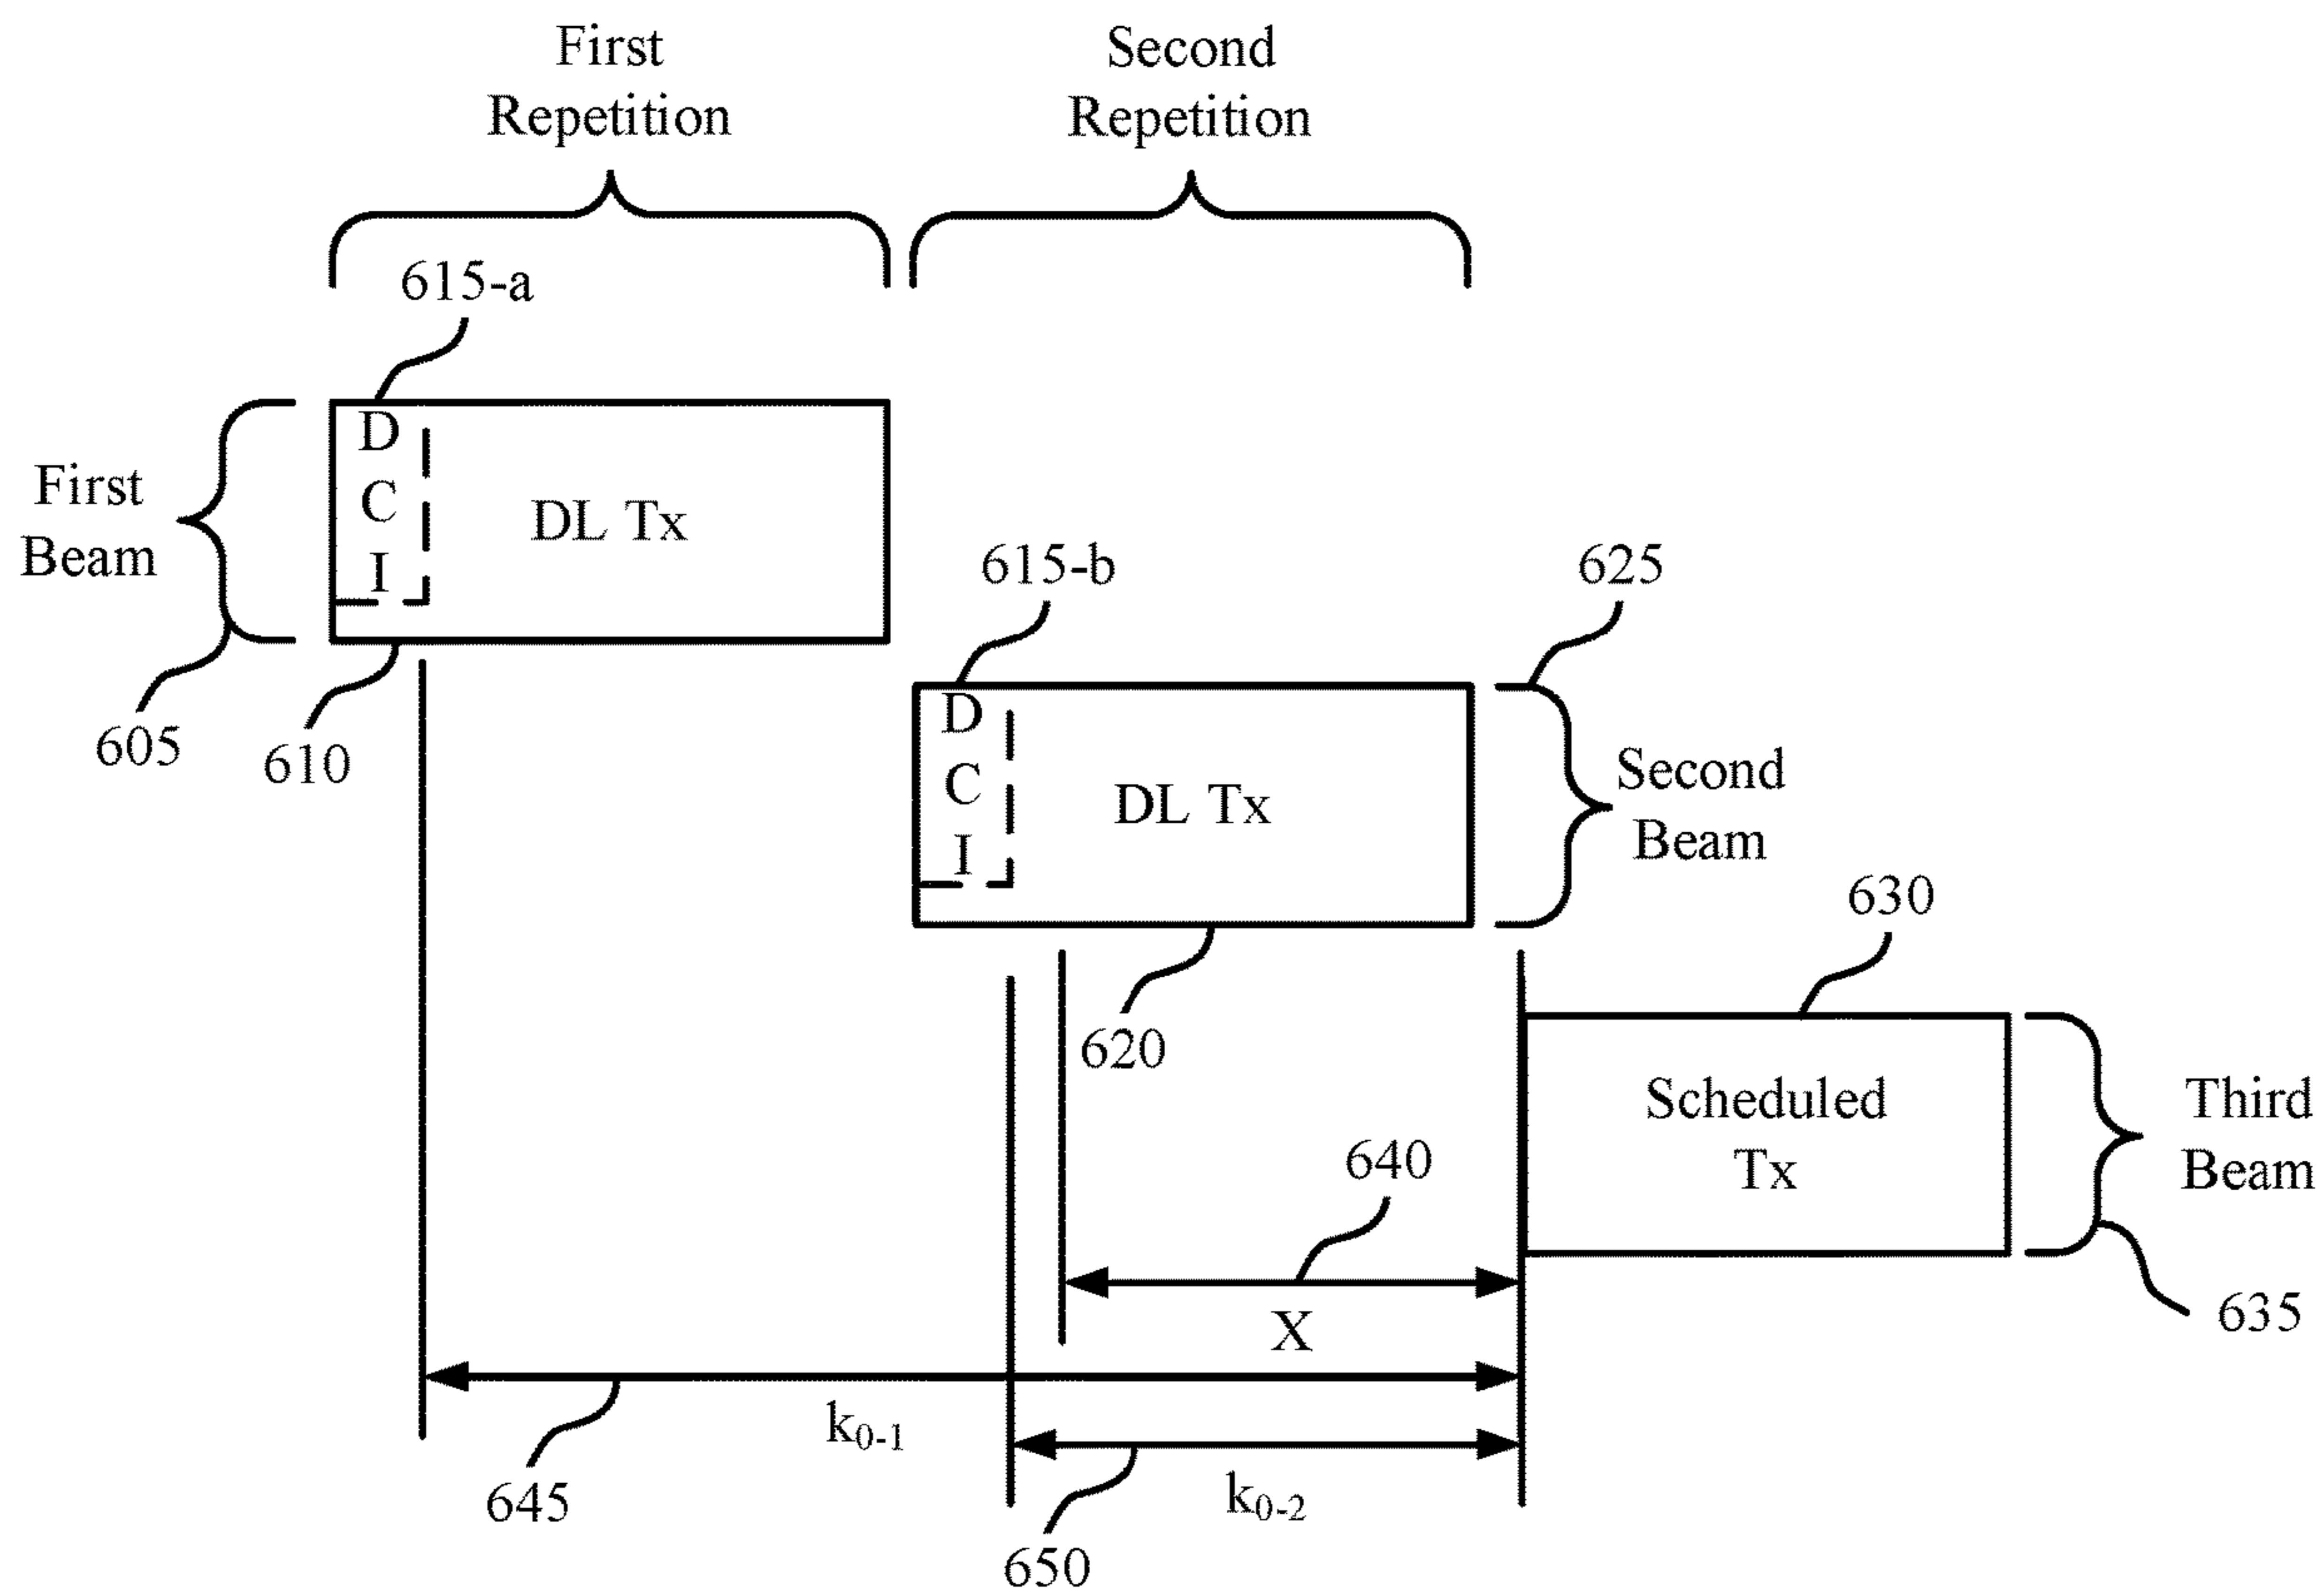 First
Repetition
Second
Repetition
615-a
First
Beam
D
C
I
DL Tx
605
610
615-b
625
D
C
I
DL Tx
Second
Beam
620
630
Scheduled
Tx
Third
Beam
640
X
635
k0-1
645
k0-2
650